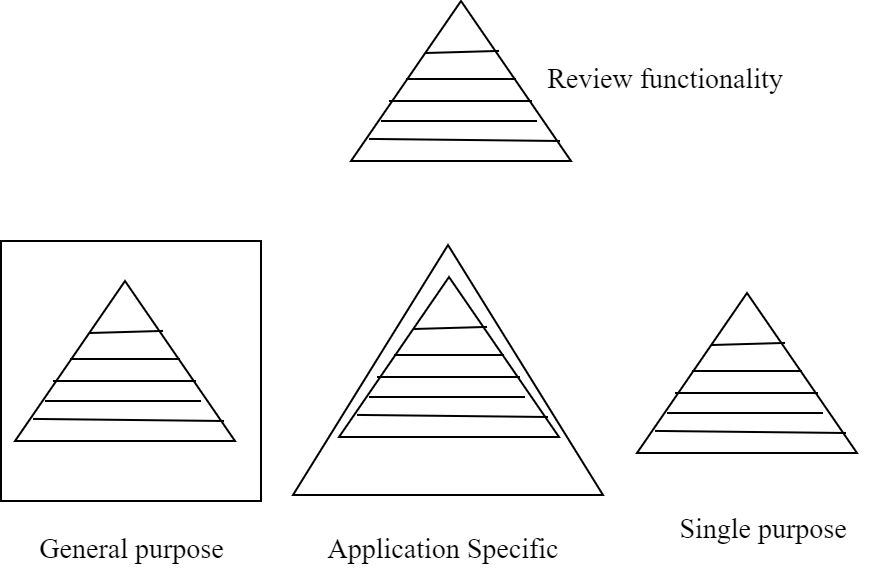 Review functionality
General purpose
Application Specific
Single purpose